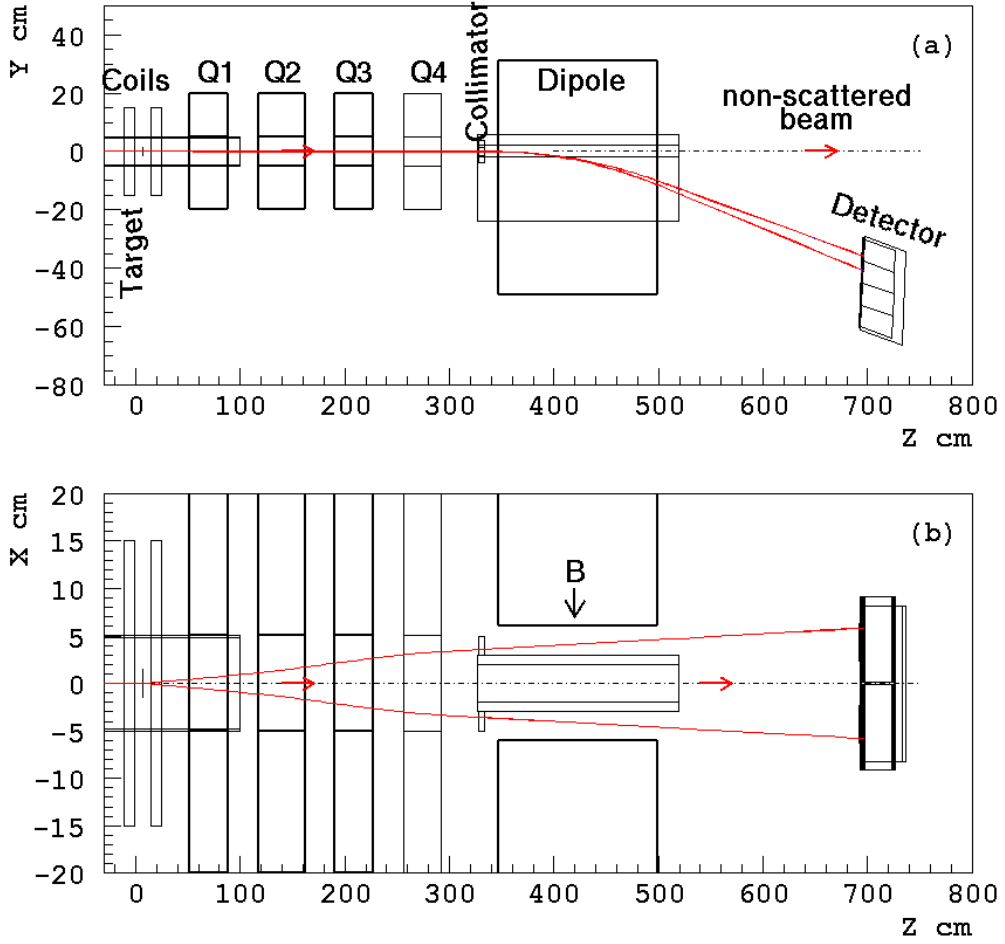 Y cm
40
20
0
-20
-40
-60
-80
(a)
Coils
Q1
Q2
Q3
Q4
Collimator
Dipole
non-scattered
beam
Target
Detector
0
100
200
300
400
500
600
700
800
Z cm
X cm
20
15
10
5
0
-5
-10
-15
-20
(b)
B
0
100
200
300
400
500
600
700
800
Z cm